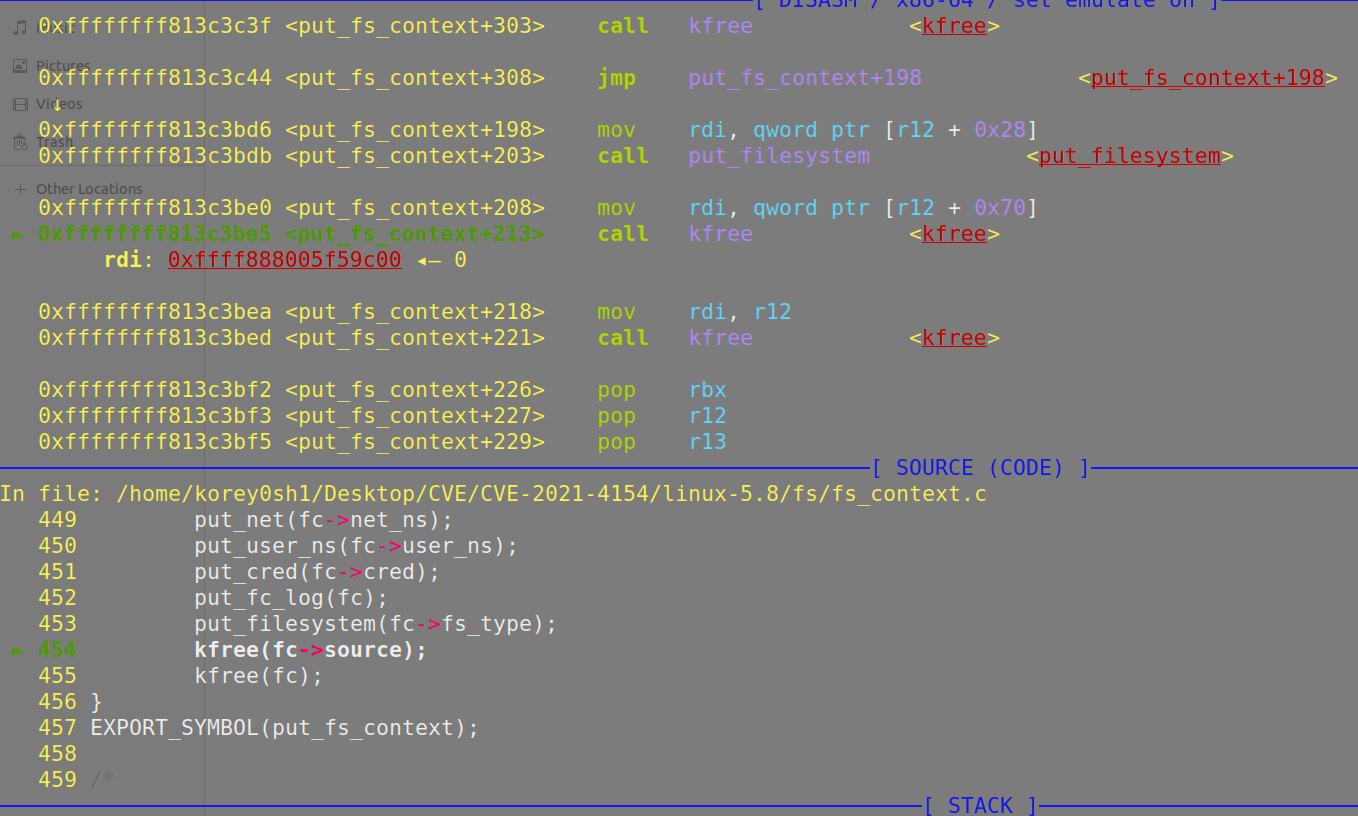 [ DISASM / x86-64 / set emulate on ]
0xffffffff813c3c3f <put_fs_context+303> call kfree <kfree>
Pictures
0xffffffff813c3c44 <put_fs_context+308> jmp put_fs_context+198 <put_fs_context+198>
Videos ↓
0xffffffff813c3bd6 <put_fs_context+198> mov rdi, qword ptr [r12 + 0x28]
Trash
0xffffffff813c3bdb <put_fs_context+203> call put_filesystem <put_filesystem>
+ Other Locations
0xffffffff813c3be0 <put_fs_context+208> mov rdi, qword ptr [r12 + 0x70]
► 0xffffffff813c3be5 <put_fs_context+213> call kfree <kfree>
rdi: 0xffff888005f59c00 ◂— 0
0xffffffff813c3bea <put_fs_context+218> mov rdi, r12
0xffffffff813c3bed <put_fs_context+221> call kfree <kfree>
0xffffffff813c3bf2 <put_fs_context+226> pop rbx
0xffffffff813c3bf3 <put_fs_context+227> pop r12
0xffffffff813c3bf5 <put_fs_context+229> pop r13
[ SOURCE (CODE) ]
In file: /home/korey0sh1/Desktop/CVE/CVE-2021-4154/linux-5.8/fs/fs_context.c
449 put_net(fc->net_ns);
450 put_user_ns(fc->user_ns);
451 put_cred(fc->cred);
452 put_fc_log(fc);
453 put_filesystem(fc->fs_type);
► 454 kfree(fc->source);
455 kfree(fc);
456 }
457 EXPORT_SYMBOL(put_fs_context);
458
459 /*
[ STACK ]